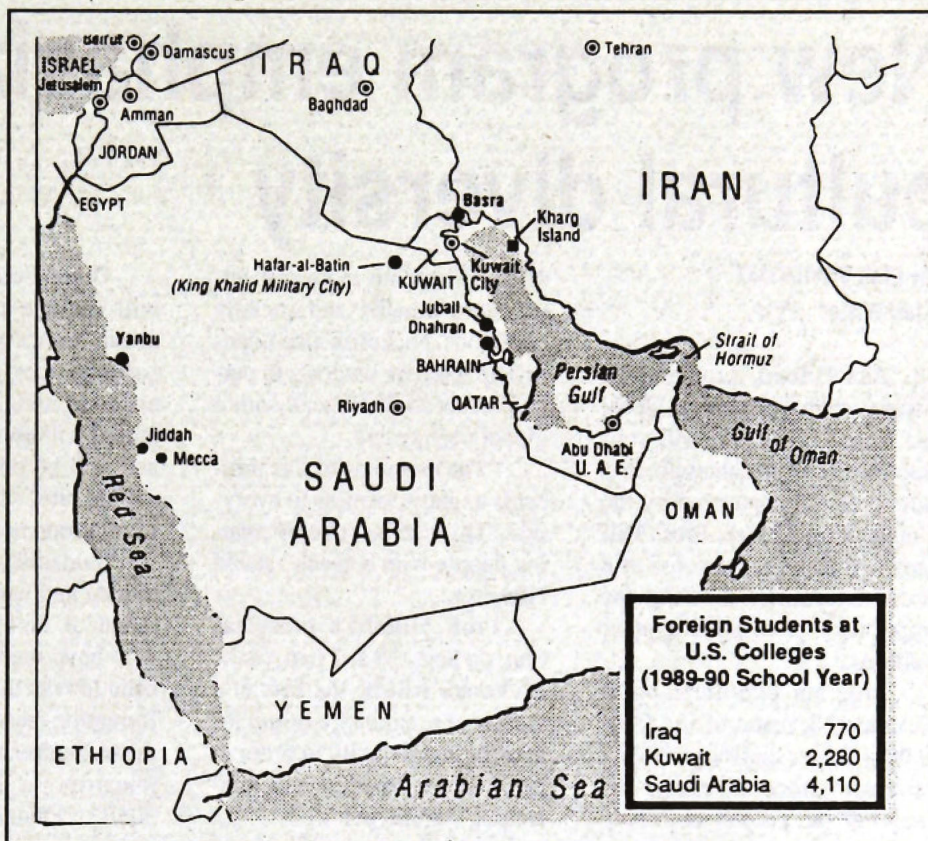 Beirut
Damascus
ISRAEL
Jerusalem
Amman
JORDAN
EGYPT
IRAQ
Baghdad
Tehran
IRAN
Basra
Kharg
Island
Hafar-al-Batin
(King Khalid Military City)
KUWAIT
Kuwait
City
Jubail
Dhahran
BAHRAIN
QATAR
Persian
Gulf
Strait of
Hormuz
Yanbu
Riyadh
Abu Dhabi
U.A.E.
Gulf of Oman
Jiddah
Mecca
Red Sea
SAUDI
ARABIA
OMAN
YEMEN
ETHIOPIA
Arabian Sea
Foreign Students at
U.S. Colleges
(1989-90 School Year)
Iraq 770
Kuwait 2,280
Saudi Arabia 4,110